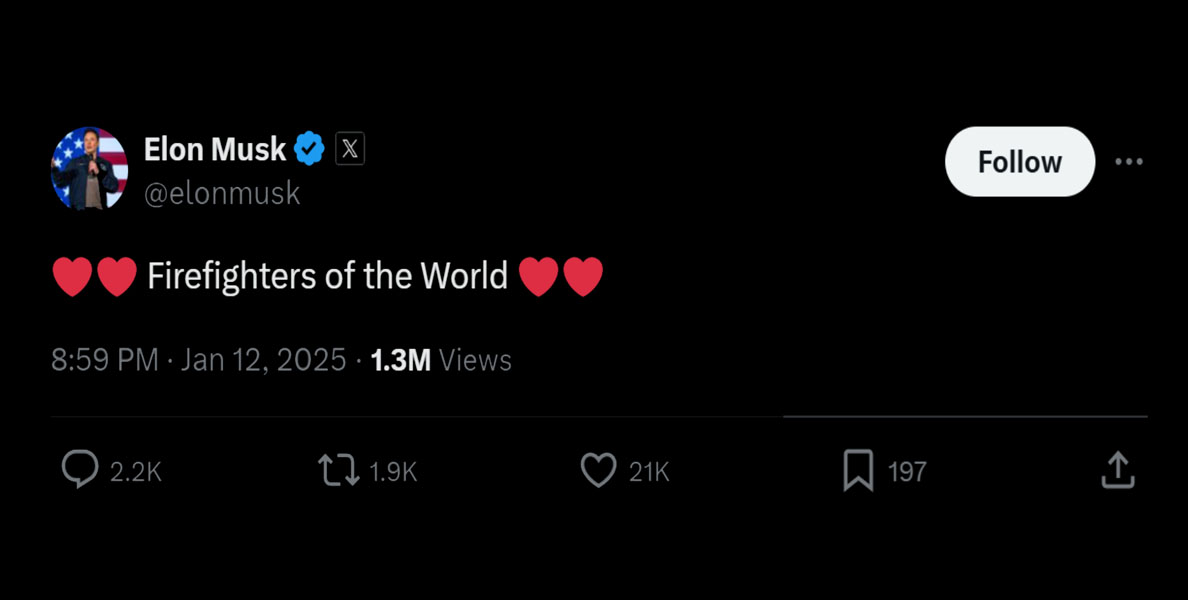 Elon Musk 𝕏
Follow
@elonmusk
❤️❤️ Firefighters of the World ❤️❤️
8:59 PM · Jan 12, 2025 · 1.3M Views
2.2K 1.9K 21K 197